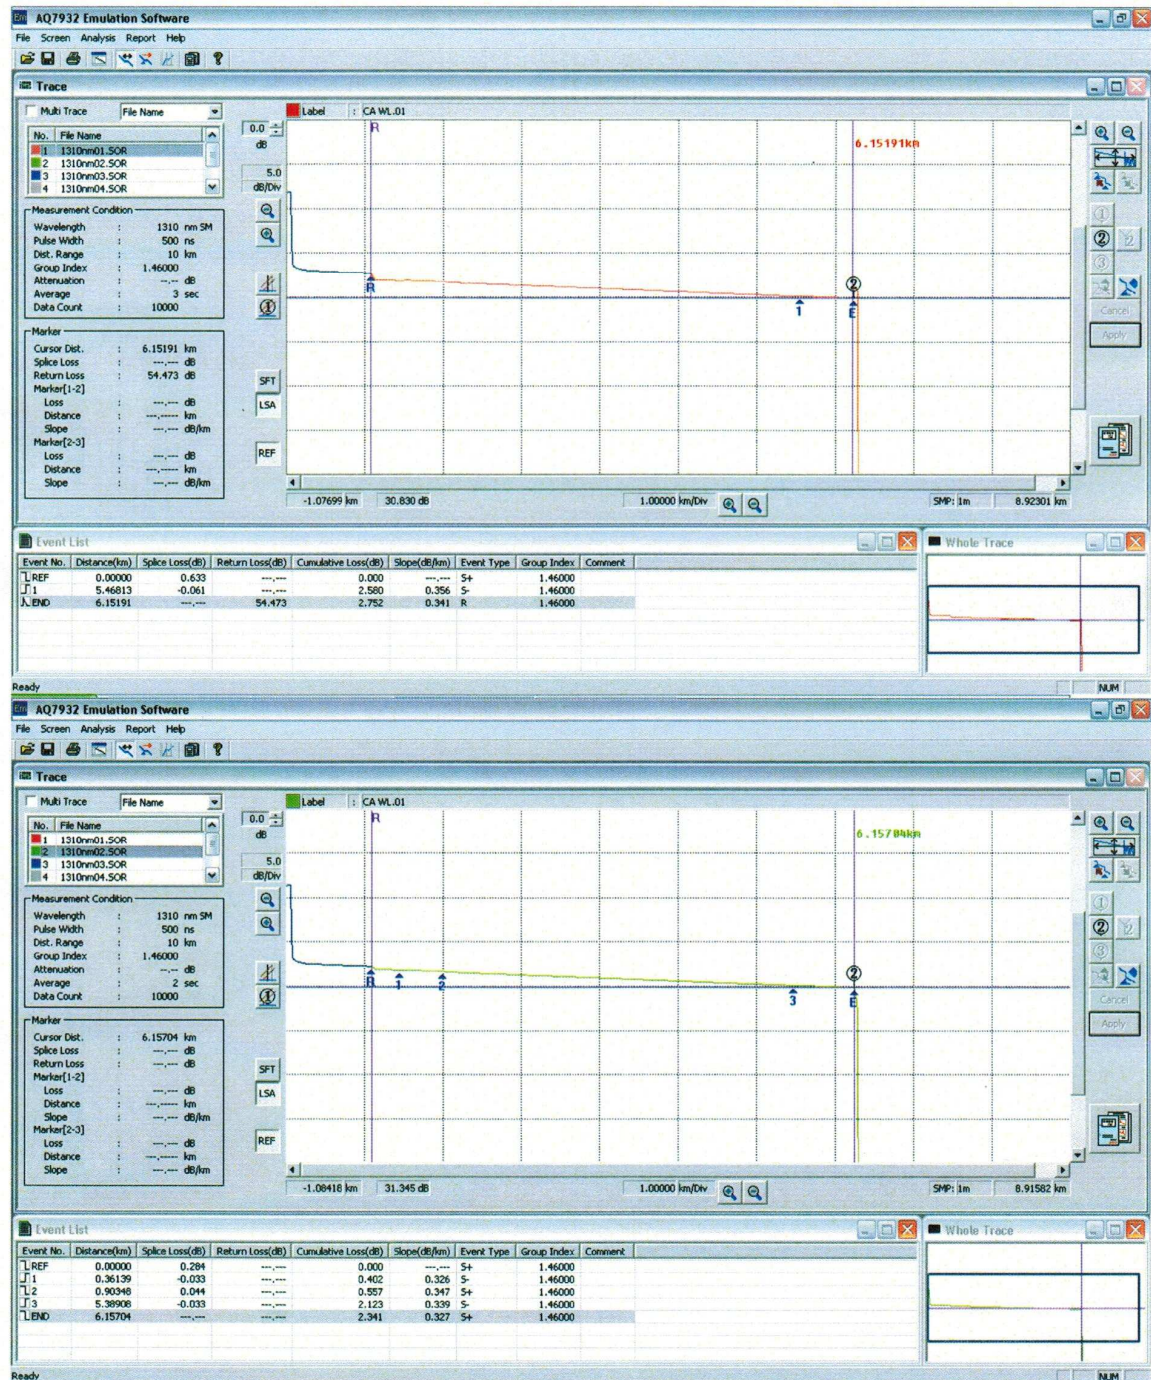 AQ7932 Emulation Software
File Screen Analysis Report Help
Trace
Multi Trace File Name
No. File Name
1 1310nm01.SOR
2 1310nm02.SOR
3 1310nm03.SOR
4 1310nm04.SOR
Measurement Condition
Wavelength : 1310 nm SM
Pulse Width : 500 ns
Dist. Range : 10 km
Group Index : 1.46000
Attenuation : --.-- dB
Average : 3 sec
Data Count : 10000
Marker
Cursor Dist. : 6.15191 km
Splice Loss : ---.--- dB
Return Loss : 54.473 dB
Marker[1-2]
Loss : ---.--- dB
Distance : ---.----- km
Slope : ---.--- dB/km
Marker[2-3]
Loss : ---.--- dB
Distance : ---.----- km
Slope : ---.--- dB/km
0.0
dB
5.0
dB/Div
SFT
LSA
REF
Label : CA WL.01
R
6.15191km
R 1 2 E
1
2
3
Cancel
Apply
-1.07699 km 30.830 dB 1.00000 km/Div SMP: 1m 8.92301 km
Event List
Event No. Distance(km) Splice Loss(dB) Return Loss(dB) Cumulative Loss(dB) Slope(dB/km) Event Type Group Index Comment
REF 0.00000 0.633 ---.--- 0.000 ---.--- S+ 1.46000
1 5.46813 -0.061 ---.--- 2.580 0.356 S- 1.46000
END 6.15191 ---.--- 54.473 2.752 0.341 R 1.46000
Whole Trace
Ready NUM
AQ7932 Emulation Software
File Screen Analysis Report Help
Trace
Multi Trace File Name
No. File Name
1 1310nm01.SOR
2 1310nm02.SOR
3 1310nm03.SOR
4 1310nm04.SOR
Measurement Condition
Wavelength : 1310 nm SM
Pulse Width : 500 ns
Dist. Range : 10 km
Group Index : 1.46000
Attenuation : --.-- dB
Average : 2 sec
Data Count : 10000
Marker
Cursor Dist. : 6.15704 km
Splice Loss : ---.--- dB
Return Loss : ---.--- dB
Marker[1-2]
Loss : ---.--- dB
Distance : ---.----- km
Slope : ---.--- dB/km
Marker[2-3]
Loss : ---.--- dB
Distance : ---.----- km
Slope : ---.--- dB/km
0.0
dB
5.0
dB/Div
SFT
LSA
REF
Label : CA WL.01
R
6.15704km
R 1 2 3 2 E
1
2
3
Cancel
Apply
-1.08418 km 31.345 dB 1.00000 km/Div SMP: 1m 8.91582 km
Event List
Event No. Distance(km) Splice Loss(dB) Return Loss(dB) Cumulative Loss(dB) Slope(dB/km) Event Type Group Index Comment
REF 0.00000 0.284 ---.--- 0.000 ---.--- S+ 1.46000
1 0.36139 -0.033 ---.--- 0.402 0.326 S- 1.46000
2 0.90348 0.044 ---.--- 0.557 0.347 S+ 1.46000
3 5.38908 -0.033 ---.--- 2.123 0.339 S- 1.46000
END 6.15704 ---.--- ---.--- 2.341 0.327 S+ 1.46000
Whole Trace
Ready NUM